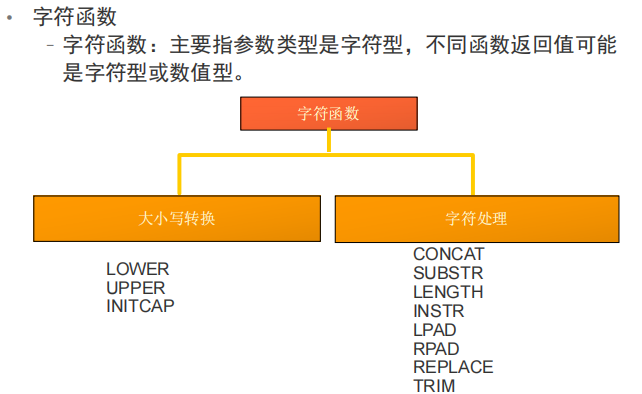 • 字符函数
– 字符函数：主要指参数类型是字符型，不同函数返回值可能
是字符型或数值型。
字符函数
大小写转换
字符处理
LOWER
UPPER
INITCAP
CONCAT
SUBSTR
LENGTH
INSTR
LPAD
RPAD
REPLACE
TRIM